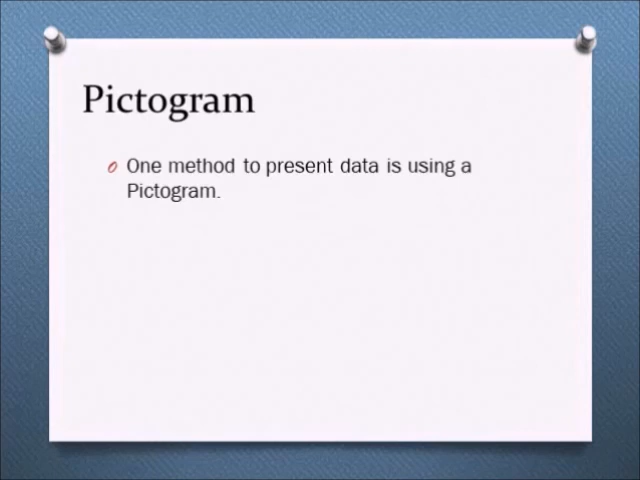 Pictogram
One method to present data is using a
Pictogram.